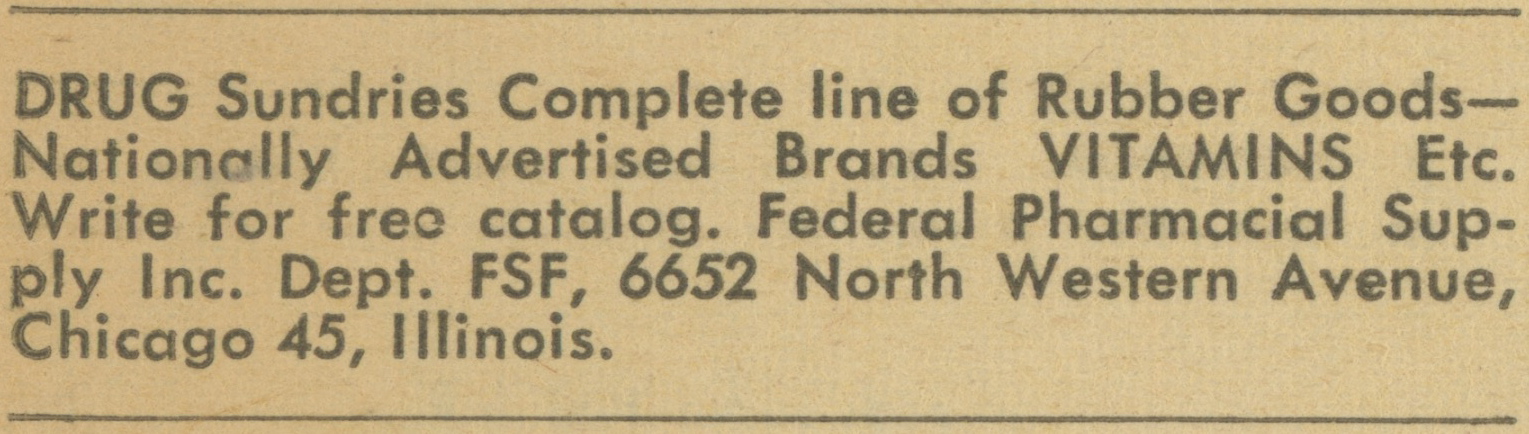 DRUG Sundries Complete line of Rubber Goods—
Nationally Advertised Brands VITAMINS Etc.
Write for free catalog. Federal Pharmacial Sup-
ply Inc. Dept. FSF, 6652 North Western Avenue,
Chicago 45, Illinois.